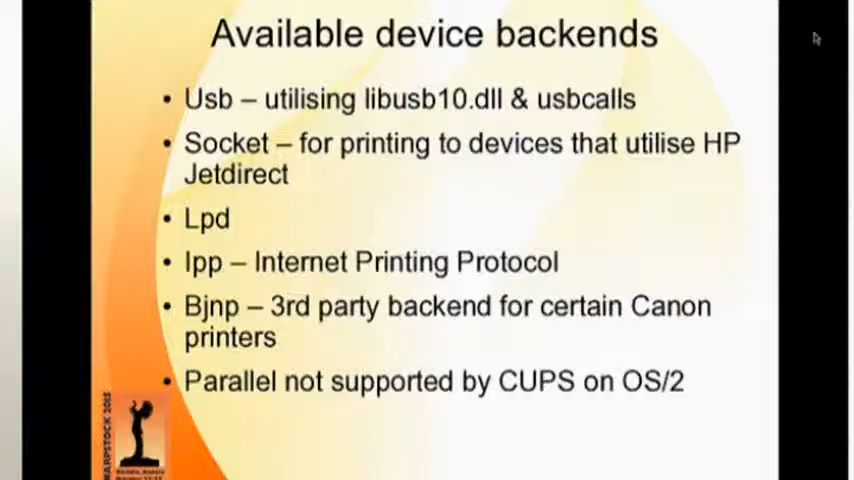 Available device backends
• Usb – utilising libusb10.dll & usbcalls
• Socket – for printing to devices that utilise HP
Jetdirect
• Lpd
• Ipp – Internet Printing Protocol
• Bjnp – 3rd party backend for certain Canon
printers
• Parallel not supported by CUPS on OS/2
WARPSTOCK 2015